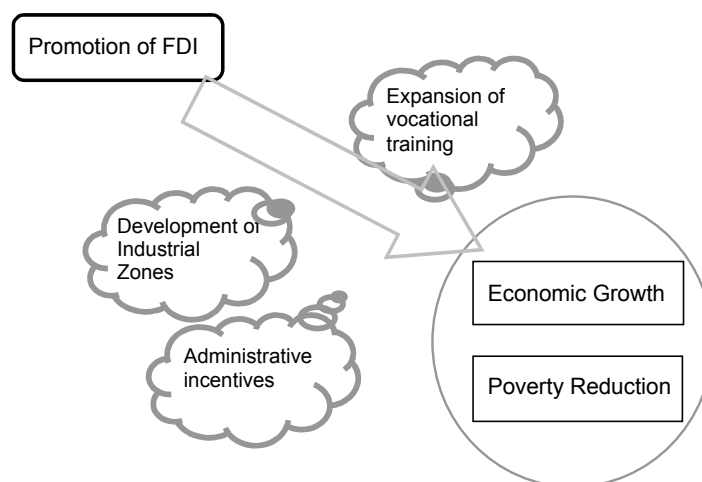 Promotion of FDI
Expansion of
vocational
training
Development of
Industrial
Zones
Administrative
incentives
Economic Growth
Poverty Reduction